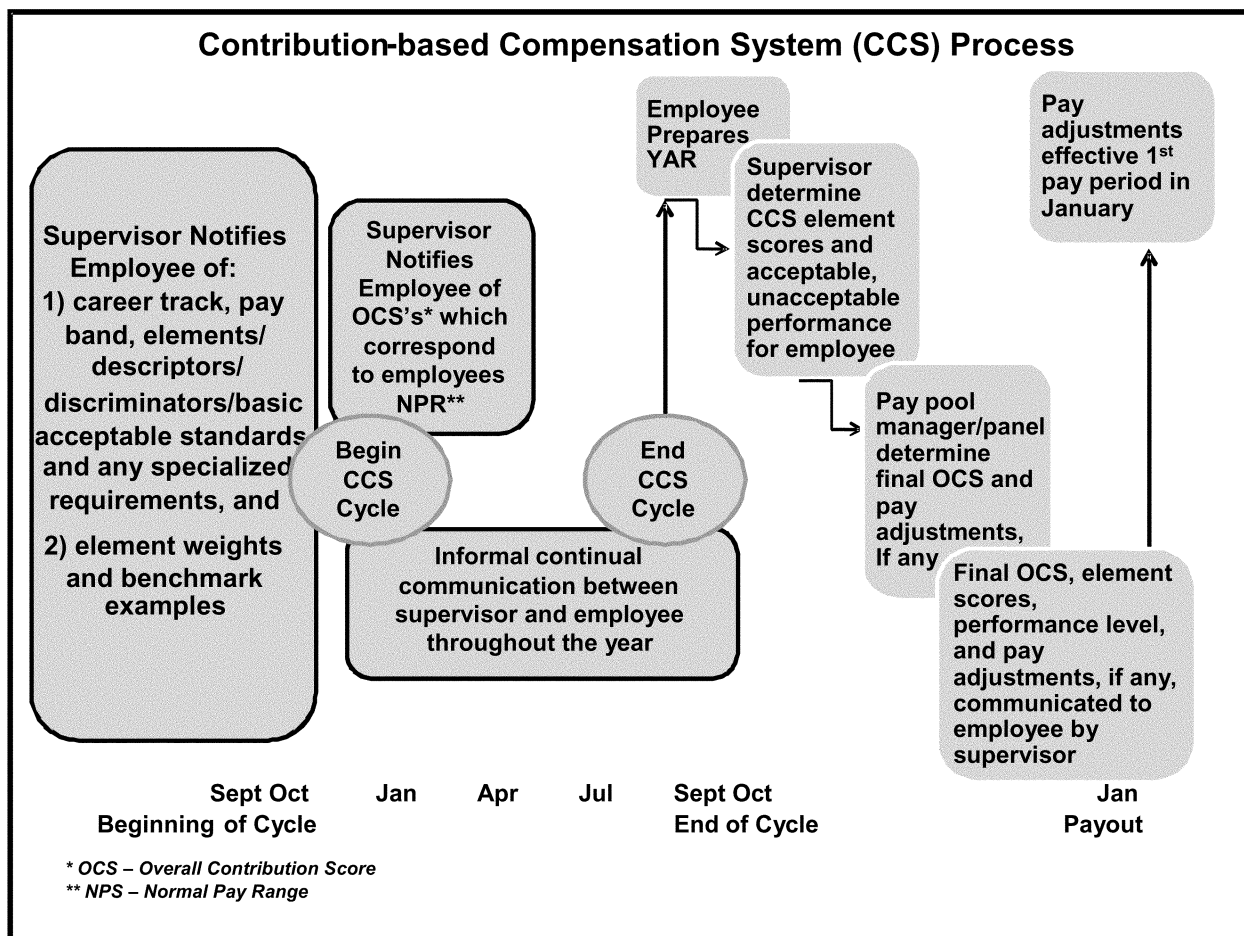 Contribution-based Compensation System (CCS) Process
Supervisor Notifies
Employee of:
1) career track, pay
band, elements/
descriptors/
discriminators/basic
acceptable standards
and any specialized
requirements, and
2) element weights
and benchmark
examples
Supervisor
Notifies
Employee of
OCS's* which
correspond
to employees
NPR**
Begin
CCS
Cycle
Informal continual
communication between
supervisor and employee
throughout the year
End
CCS
Cycle
Employee
Prepares
YAR
Supervisor
determine
CCS element
scores and
acceptable,
unacceptable
performance
for employee
Pay pool
manager/panel
determine
final OCS and
pay
adjustments,
If any
Final OCS, element
scores,
performance level,
and pay
adjustments, if any,
communicated to
employee by
supervisor
Pay
adjustments
effective 1st
pay period in
January
Sept Oct Jan Apr Jul Sept Oct Jan
Beginning of Cycle End of Cycle Payout
* OCS – Overall Contribution Score
** NPS – Normal Pay Range